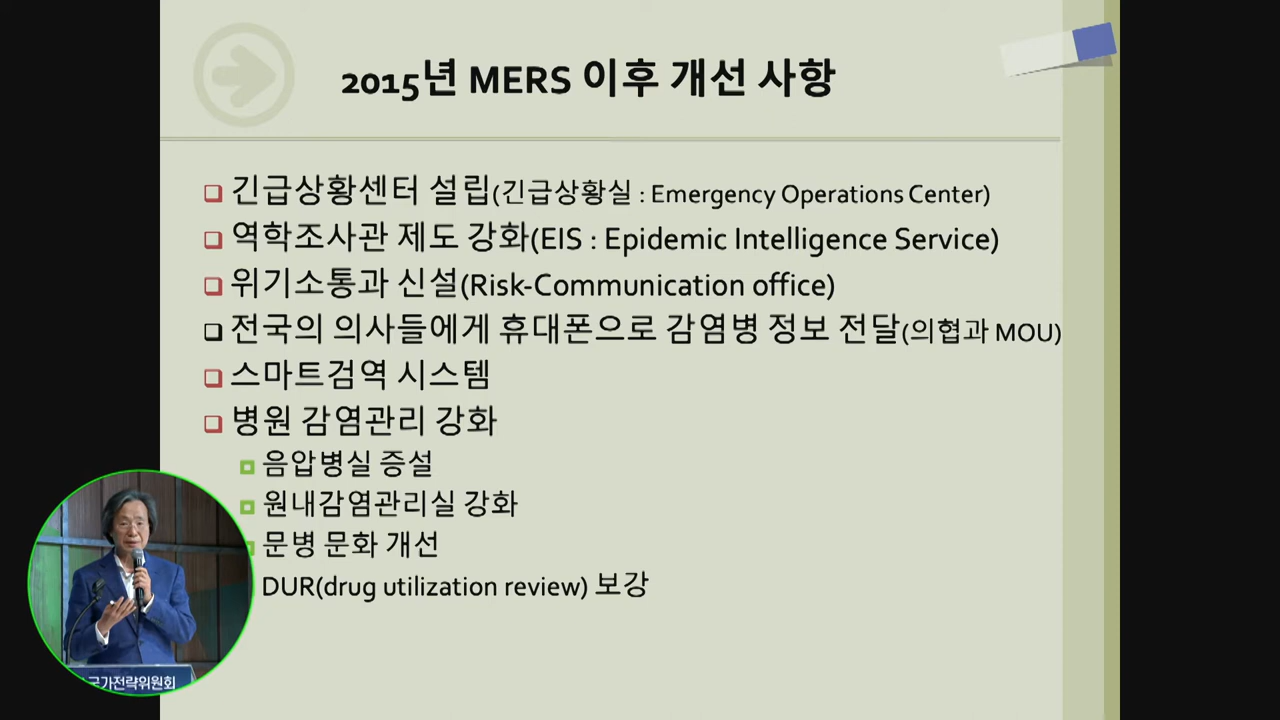 2015년 MERS 이후 개선 사항
긴급상황센터 설립(긴급상황실 : Emergency Operations Center)
역학조사관 제도 강화(EIS : Epidemic Intelligence Service)
위기소통과 신설(Risk-Communication office)
전국의 의사들에게 휴대폰으로 감염병 정보 전달(의협과 MOU)
스마트검역 시스템
병원 감염관리 강화
음압병실 증설
원내감염관리실 강화
문병 문화 개선
DUR(drug utilization review) 보강
국가전략위원회